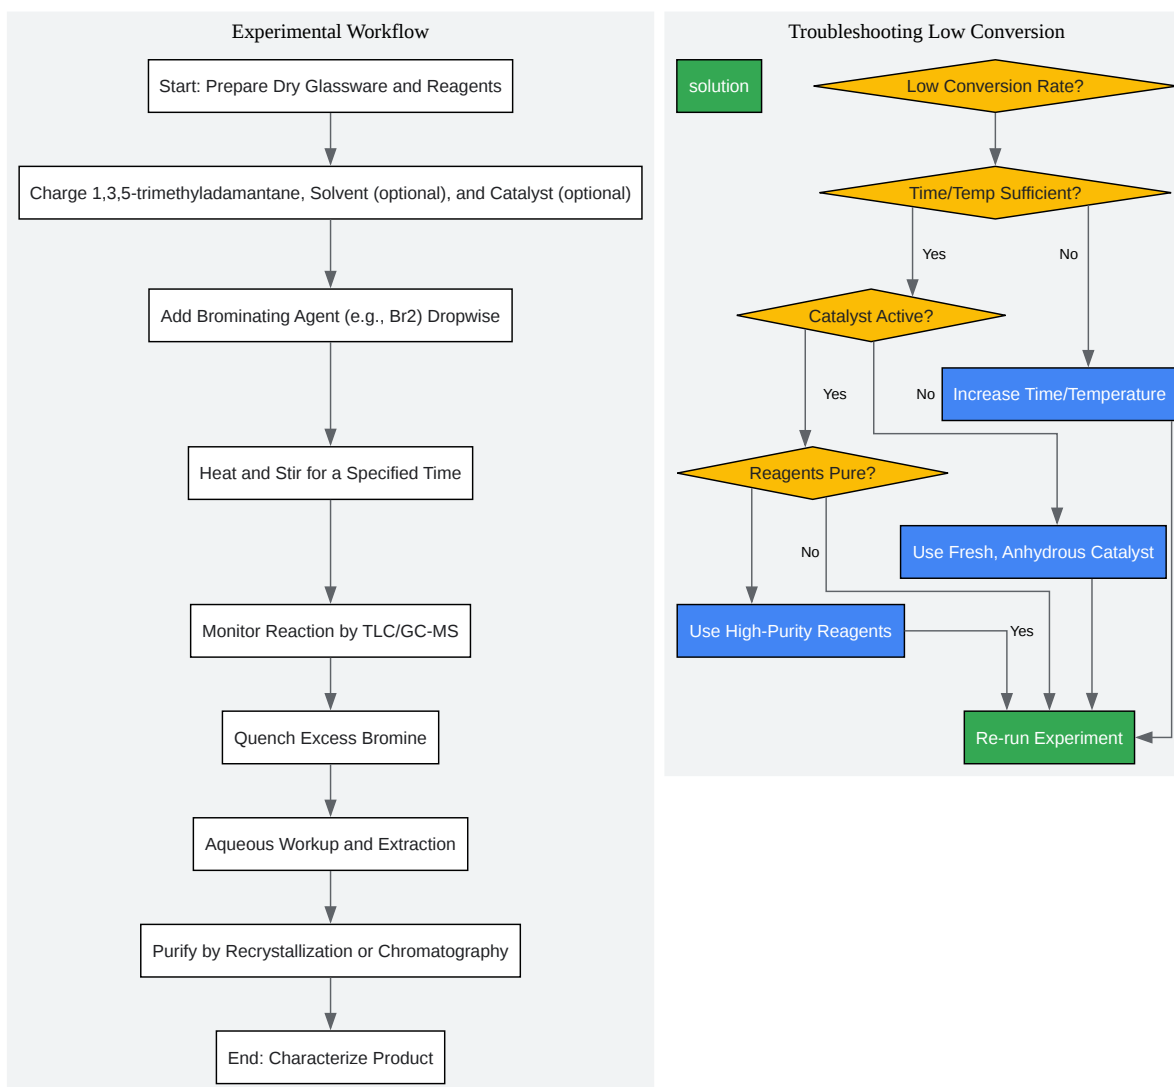 Experimental Workflow
Start: Prepare Dry Glassware and Reagents
Charge 1,3,5-trimethyladamantane, Solvent (optional), and Catalyst (optional)
Add Brominating Agent (e.g., Br2) Dropwise
Heat and Stir for a Specified Time
Monitor Reaction by TLC/GC-MS
Quench Excess Bromine
Aqueous Workup and Extraction
Purify by Recrystallization or Chromatography
End: Characterize Product
Troubleshooting Low Conversion
solution
Low Conversion Rate?
Time/Temp Sufficient?
Yes
No
Catalyst Active?
Yes
No
Increase Time/Temperature
Reagents Pure?
No
Use Fresh, Anhydrous Catalyst
Use High-Purity Reagents
Yes
Re-run Experiment